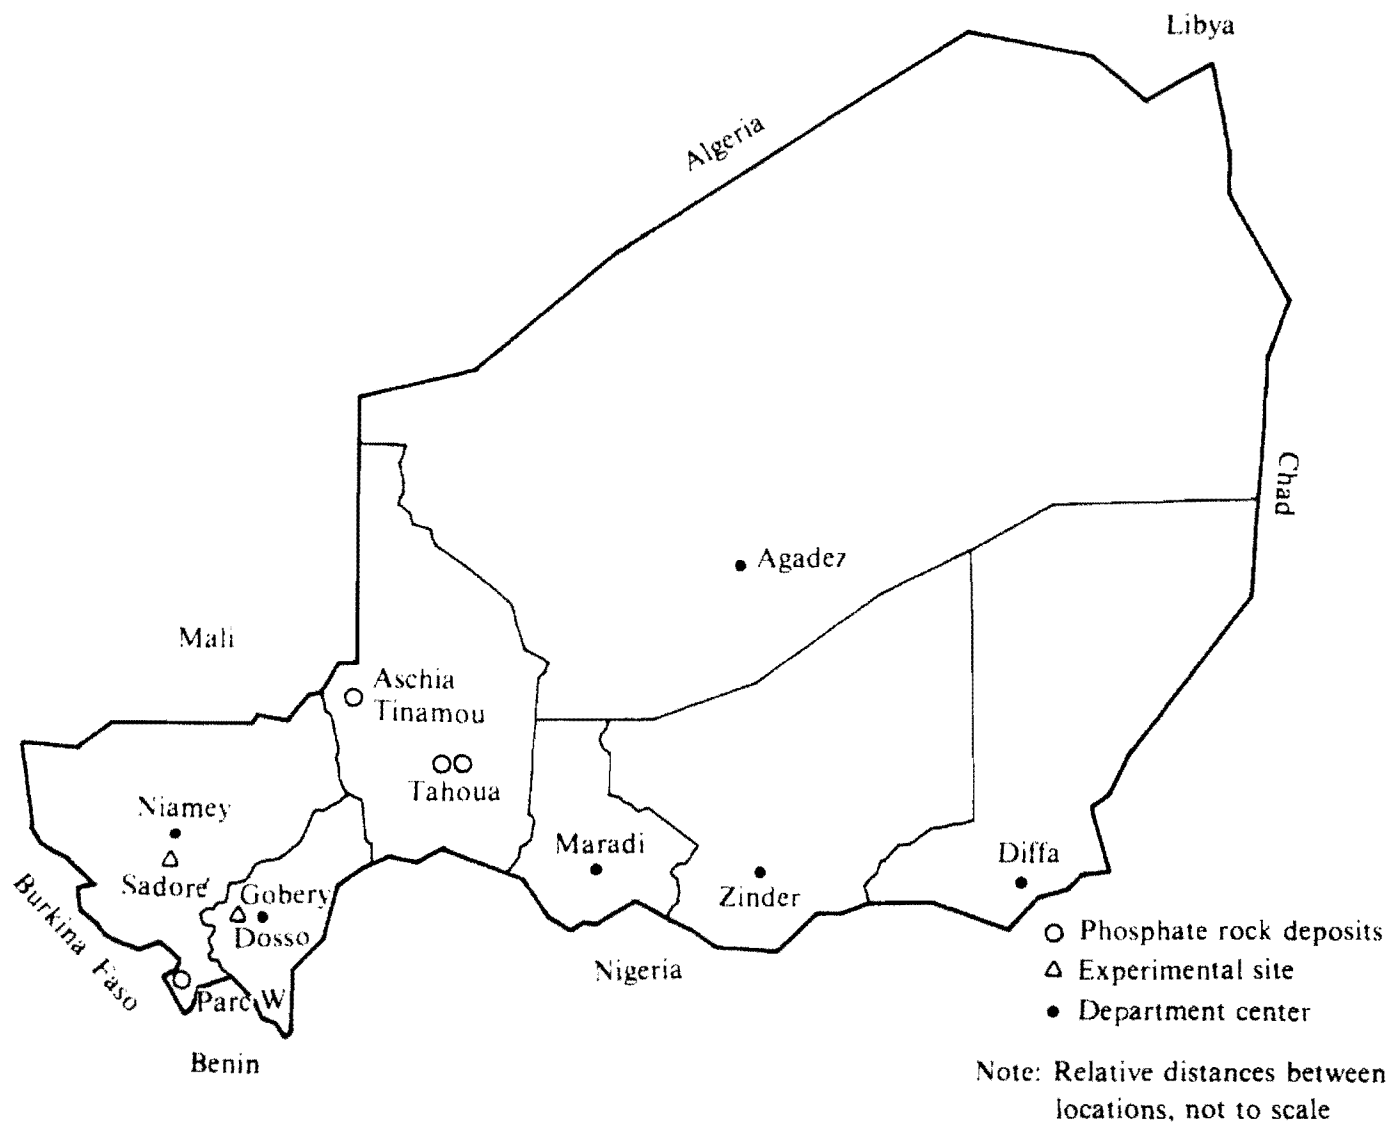 Libya
Algeria
Chad
Agadez
Mali
Aschia
Tinamou
Tahoua
Niamey
Maradi
Diffa
Sadoré
Gobery
Zinder
Dosso
Burkina Faso
Parc W
Nigeria
Benin
Phosphate rock deposits
Experimental site
Department center
Note: Relative distances between
locations, not to scale